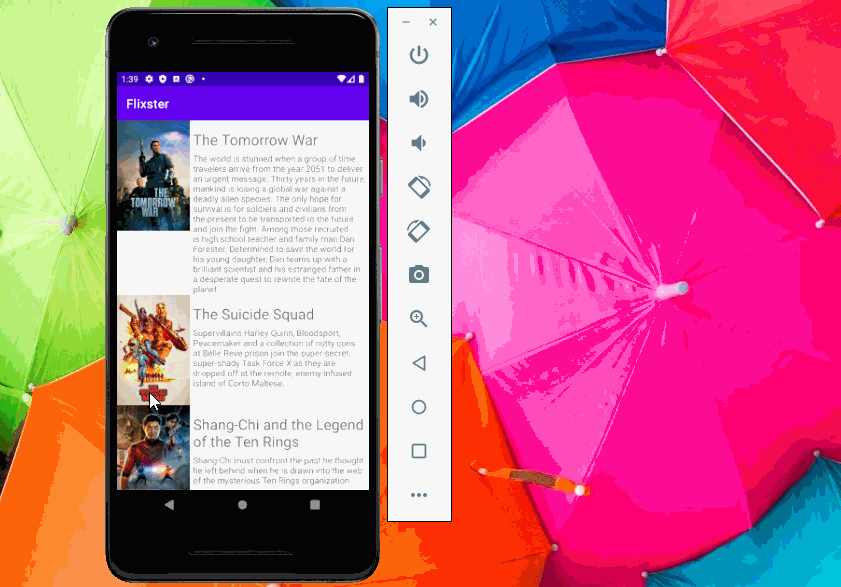 1:39
Flixster
The Tomorrow War
The world is stunned when a group of time
travelers arrive from the year 2051 to deliver
an urgent message: Thirty years in the future,
mankind is losing a global war against a
deadly alien species. The only hope for
survival is for soldiers and civilians from
the present to be transported to the future
and join the fight. Among those recruited
is high school teacher and family man Dan
Forester. Determined to save the world for
his young daughter, Dan teams up with a
brilliant scientist and his estranged father in
a desperate quest to rewrite the fate of the
planet.
THE
TOMORROW
WAR
The Suicide Squad
Supervillains Harley Quinn, Bloodsport,
Peacemaker and a collection of nutty cons
at Belle Reve prison join the super-secret,
super-shady Task Force X as they are
dropped off at the remote, enemy-infused
island of Corto Maltese.
Shang-Chi and the Legend
of the Ten Rings
Shang-Chi must confront the past he thought
he left behind when he is drawn into the web
of the mysterious Ten Rings organization